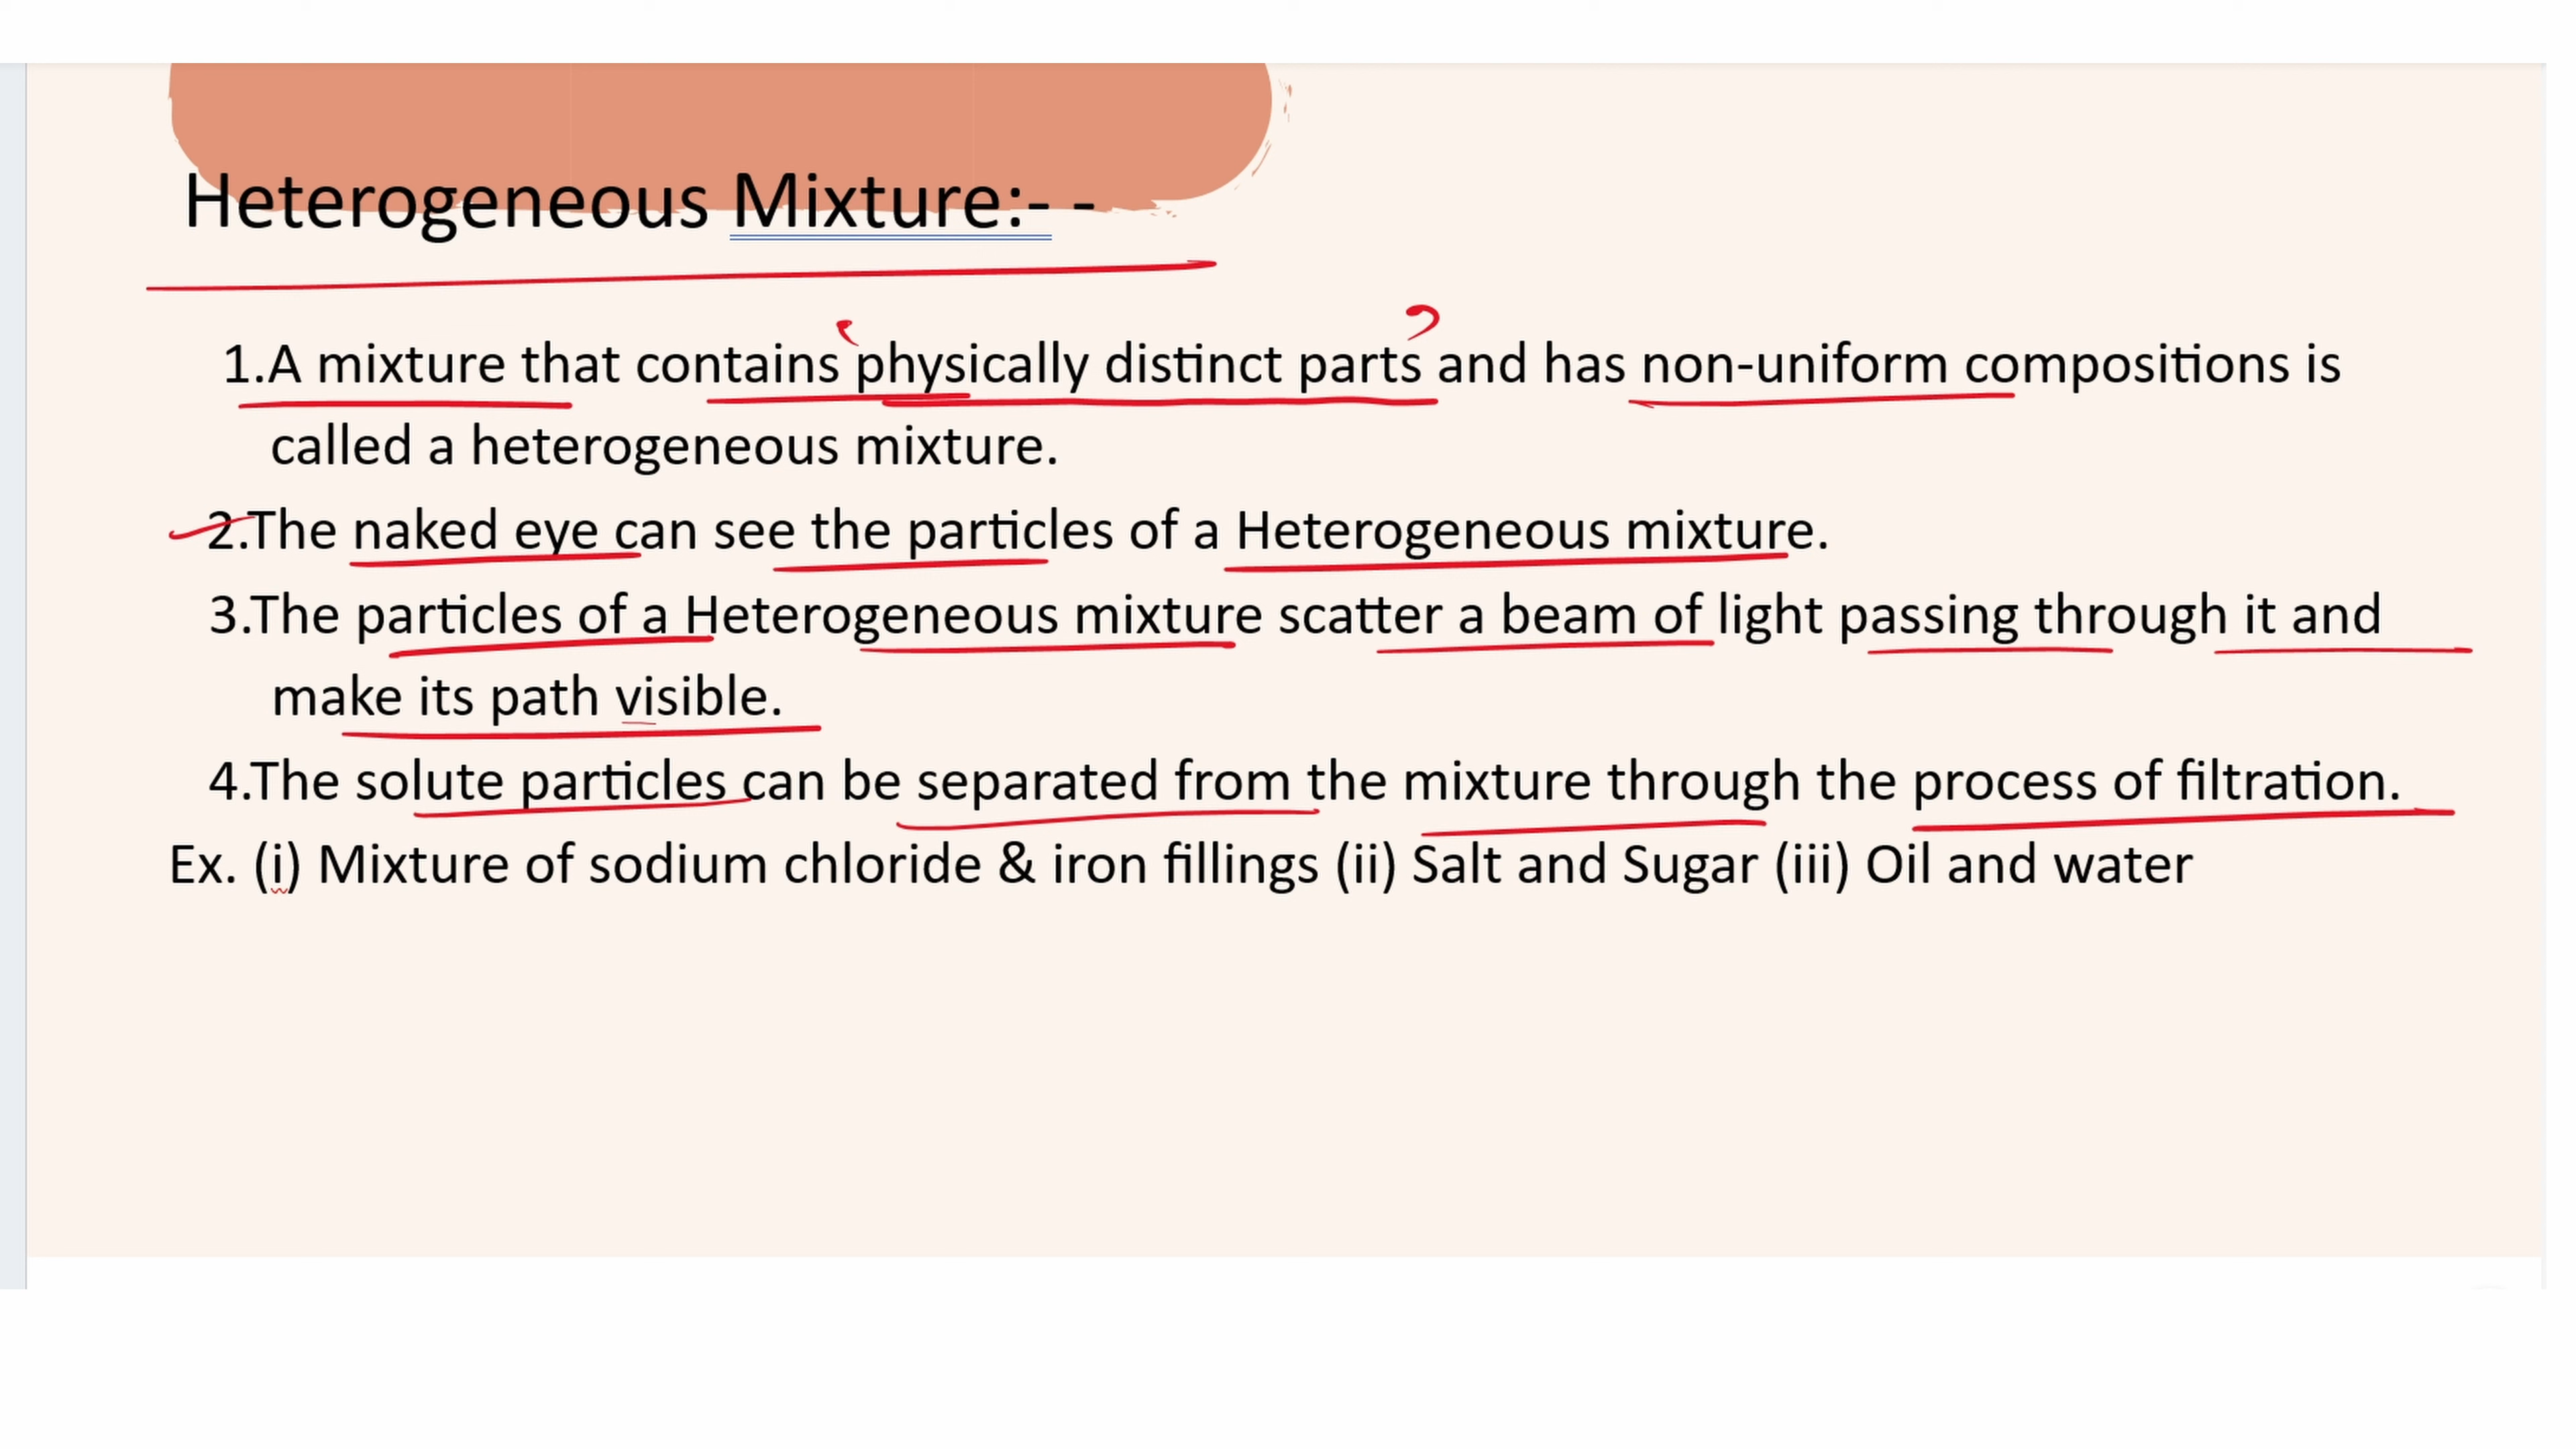 Heterogeneous Mixture:- -
1.A mixture that contains physically distinct parts and has non-uniform compositions is
called a heterogeneous mixture.
2.The naked eye can see the particles of a Heterogeneous mixture.
3.The particles of a Heterogeneous mixture scatter a beam of light passing through it and
make its path visible.
4.The solute particles can be separated from the mixture through the process of filtration.
Ex. (i) Mixture of sodium chloride & iron fillings (ii) Salt and Sugar (iii) Oil and water